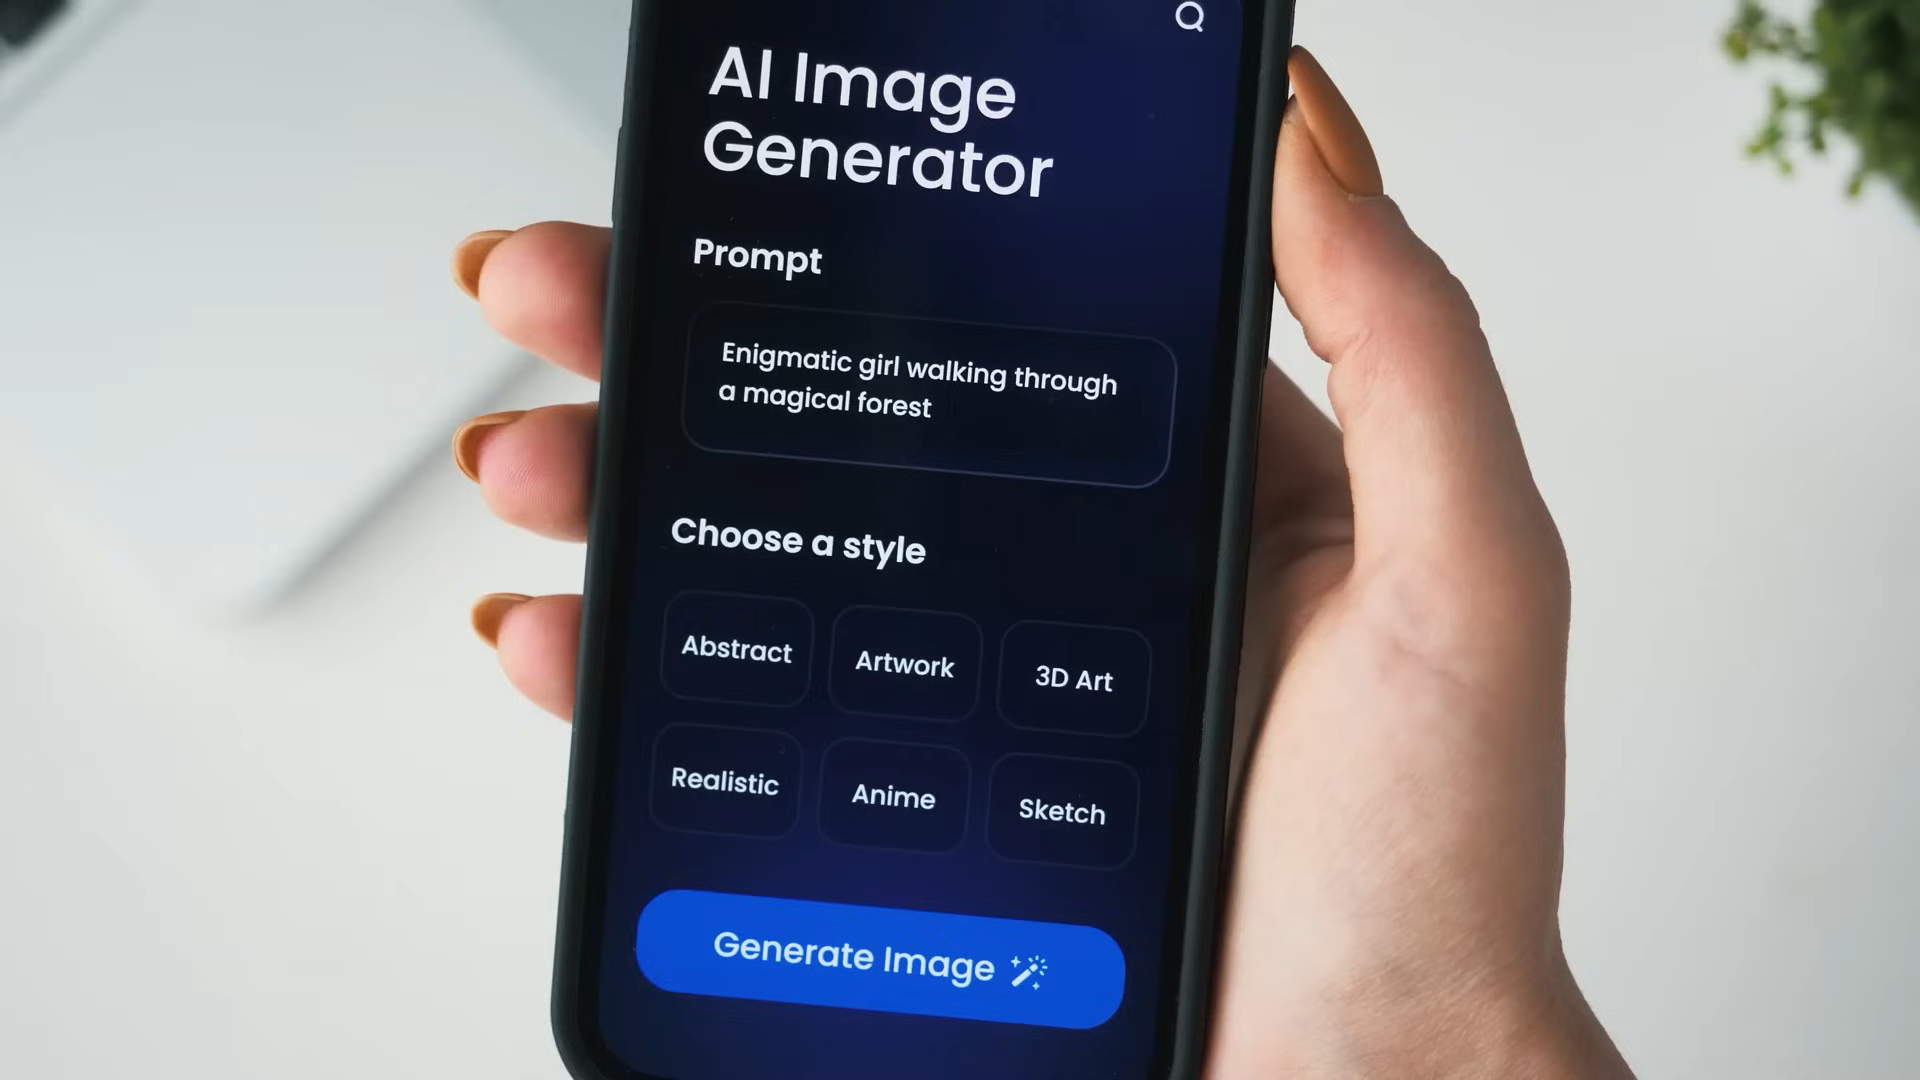 AI Image
Generator
Prompt
Enigmatic girl walking through
a magical forest
Choose a style
Abstract
Artwork
3D Art
Realistic
Anime
Sketch
Generate Image